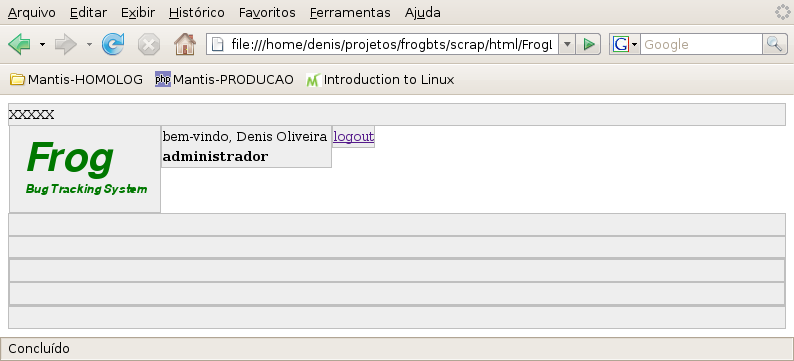 Arquivo Editar Exibir Histórico Favoritos Ferramentas Ajuda
file:///home/denis/projetos/frogbts/scrap/html/FrogL G Google
Mantis-HOMOLOG php Mantis-PRODUCAO Introduction to Linux
XXXXX
Frog
Bug Tracking System
bem-vindo, Denis Oliveira logout
administrador
Concluído